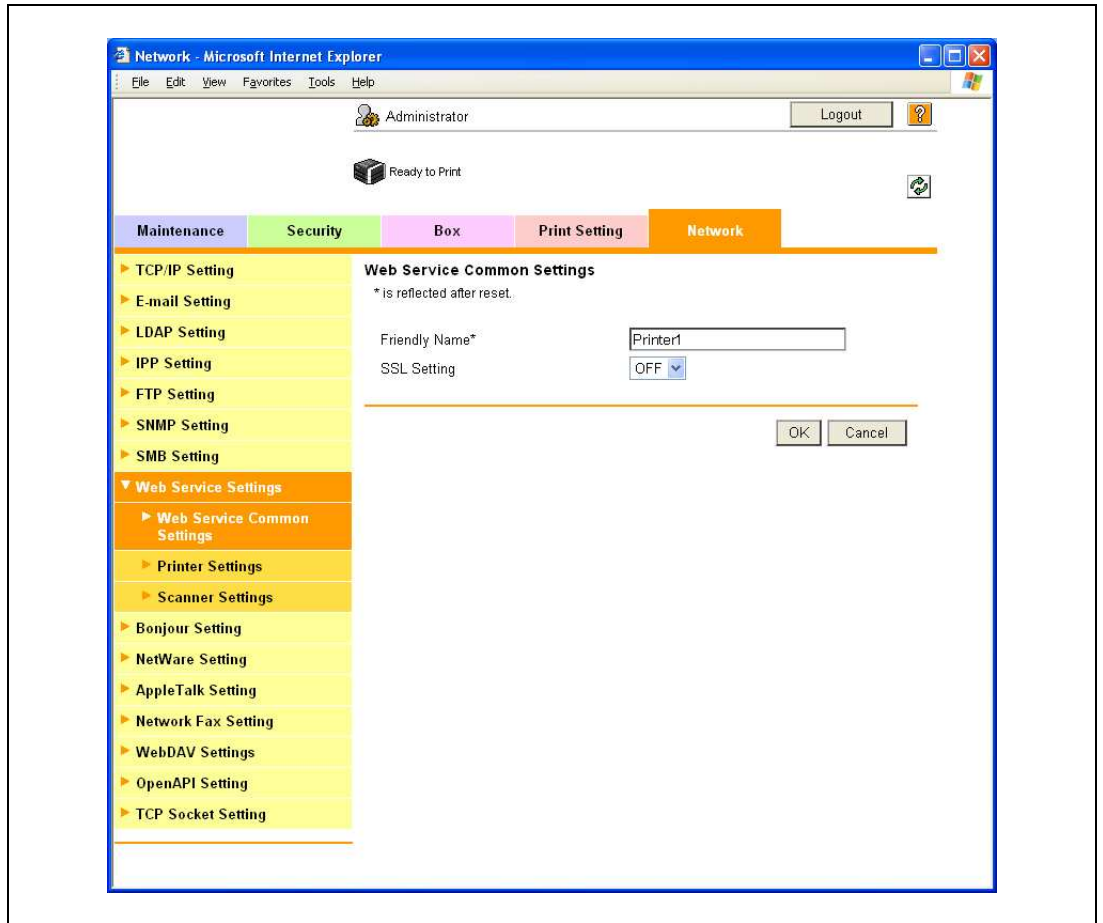 Network - Microsoft Internet Explorer
File Edit View Favorites Tools Help
Administrator
Logout
?
Ready to Print
Maintenance Security Box Print Setting Network
TCP/IP Setting
E-mail Setting
LDAP Setting
IPP Setting
FTP Setting
SNMP Setting
SMB Setting
Web Service Settings
Web Service Common
Settings
Printer Settings
Scanner Settings
Bonjour Setting
NetWare Setting
AppleTalk Setting
Network Fax Setting
WebDAV Settings
OpenAPI Setting
TCP Socket Setting
Web Service Common Settings
* is reflected after reset.
Friendly Name* Printer1
SSL Setting OFF
OK Cancel